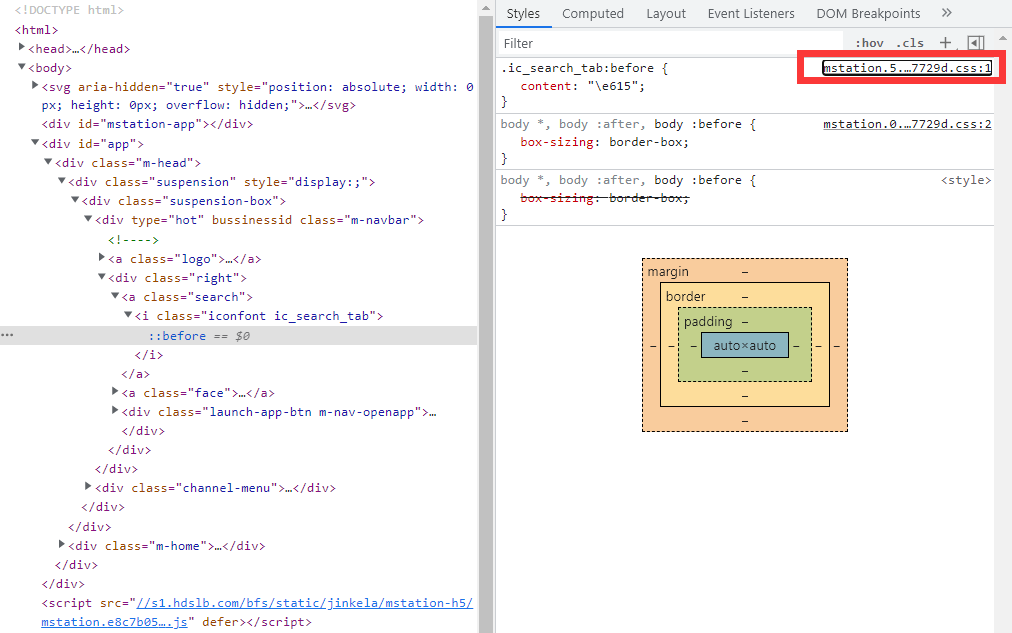 <!DOCTYPE html>
<html>
<head>…</head>
<body>
<svg aria-hidden="true" style="position: absolute; width: 0
px; height: 0px; overflow: hidden;">…</svg>
<div id="mstation-app"></div>
<div id="app">
<div class="m-head">
<div class="suspension" style="display:;">
<div class="suspension-box">
<div type="hot" bussinessid class="m-navbar">
<!---->
<a class="logo">…</a>
<div class="right">
<a class="search">
<i class="iconfont ic_search_tab">
::before == $0
</i>
</a>
<a class="face">…</a>
<div class="launch-app-btn m-nav-openapp">…
</div>
</div>
</div>
<div class="channel-menu">…</div>
</div>
</div>
<div class="m-home">…</div>
</div>
</div>
<script src="//s1.hdslb.com/bfs/static/jinkela/mstation-h5/
mstation.e8c7b05….js" defer></script>
Styles Computed Layout Event Listeners DOM Breakpoints »
Filter :hov .cls +
.ic_search_tab:before { mstation.5.…7729d.css:1
content: "\e615";
}
body *, body :after, body :before { mstation.0.…7729d.css:2
box-sizing: border-box;
}
body *, body :after, body :before { <style>
box-sizing: border-box;
}
margin –
border –
padding –
– – – auto×auto – – –
–
–
–